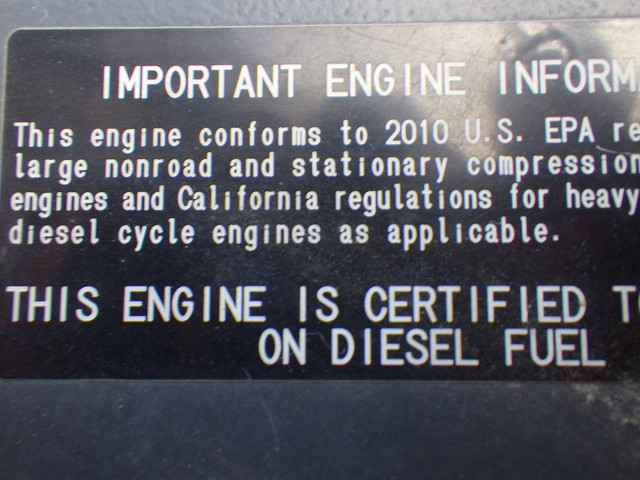 IMPORTANT ENGINE INFORM
This engine conforms to 2010 U.S. EPA re
large nonroad and stationary compression
engines and California regulations for heavy
diesel cycle engines as applicable.
THIS ENGINE IS CERTIFIED TO
ON DIESEL FUEL